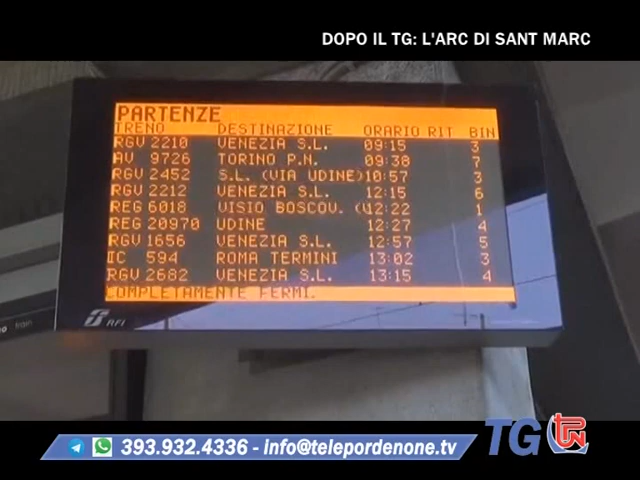 DOPO IL TG: L'ARC DI SANT MARC
PARTENZE
TRENO DESTINAZIONE ORARIO RIT BIN
RGV 2210 VENEZIA S.L. 09:15 3
AV 9726 TORINO P.N. 09:38 7
RGV 2452 S.L. (VIA UDINE) 10:57 3
RGV 2212 VENEZIA S.L. 12:15 6
REG 6018 VISIO BOSCOV. (V 12:22 1
REG 20970 UDINE 12:27 4
RGV 1656 VENEZIA S.L. 12:57 5
IC 594 ROMA TERMINI 13:02 3
RGV 2682 VENEZIA S.L. 13:15 4
COMPLETAMENTE FERMI.
RFI
train
393.932.4336 - info@telepordenone.tv
TG TPN